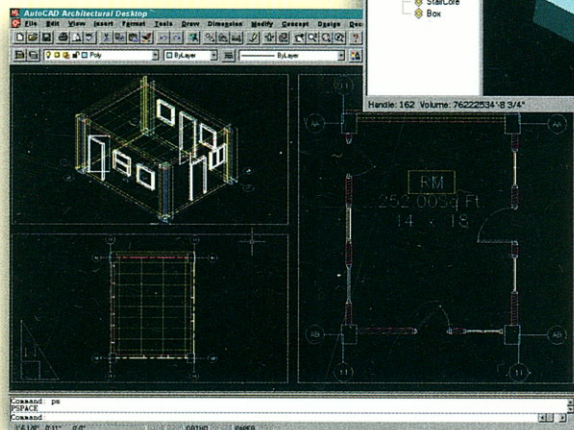 StairCore
Box
Handle: 162 Volume: 76222534'-8 3/4"
AutoCAD Architectural Desktop
File Edit View Insert Format Tools Draw Dimension Modify Concept Design
Poly ByLayer ByLayer
RM
252.00Sq Ft
14 x 18
Command: ps
PSPACE
Command:
ORTHO PAPER